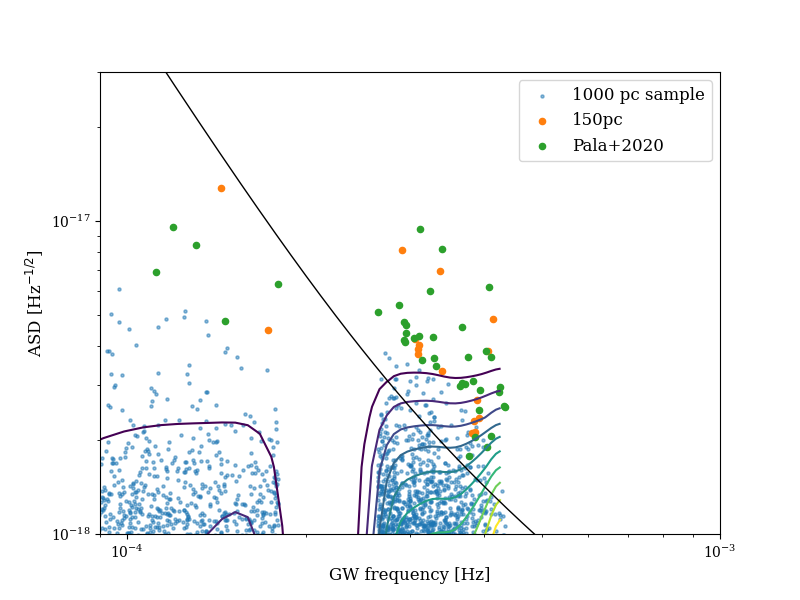 1000 pc sample
150pc
Pala+2020
10⁻¹⁷
10⁻¹⁸
ASD [Hz⁻¹/²]
10⁻⁴
10⁻³
GW frequency [Hz]